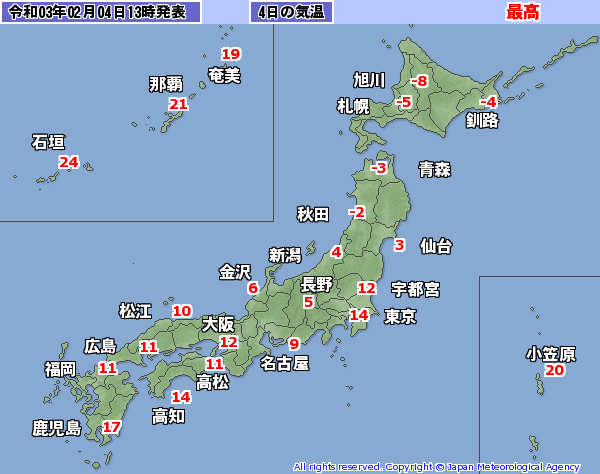 令和03年02月04日13時発表
4日の気温
最高
19
奄美
那覇
21
石垣
24
旭川
-8
札幌
-5
-4
釧路
-3
青森
秋田
-2
3
仙台
新潟
4
金沢
6
長野
5
12
宇都宮
14
東京
松江
10
大阪
12
9
名古屋
広島
11
11
高松
福岡
11
14
高知
鹿児島
17
小笠原
20
All rights reserved. Copyright © Japan Meteorological Agency